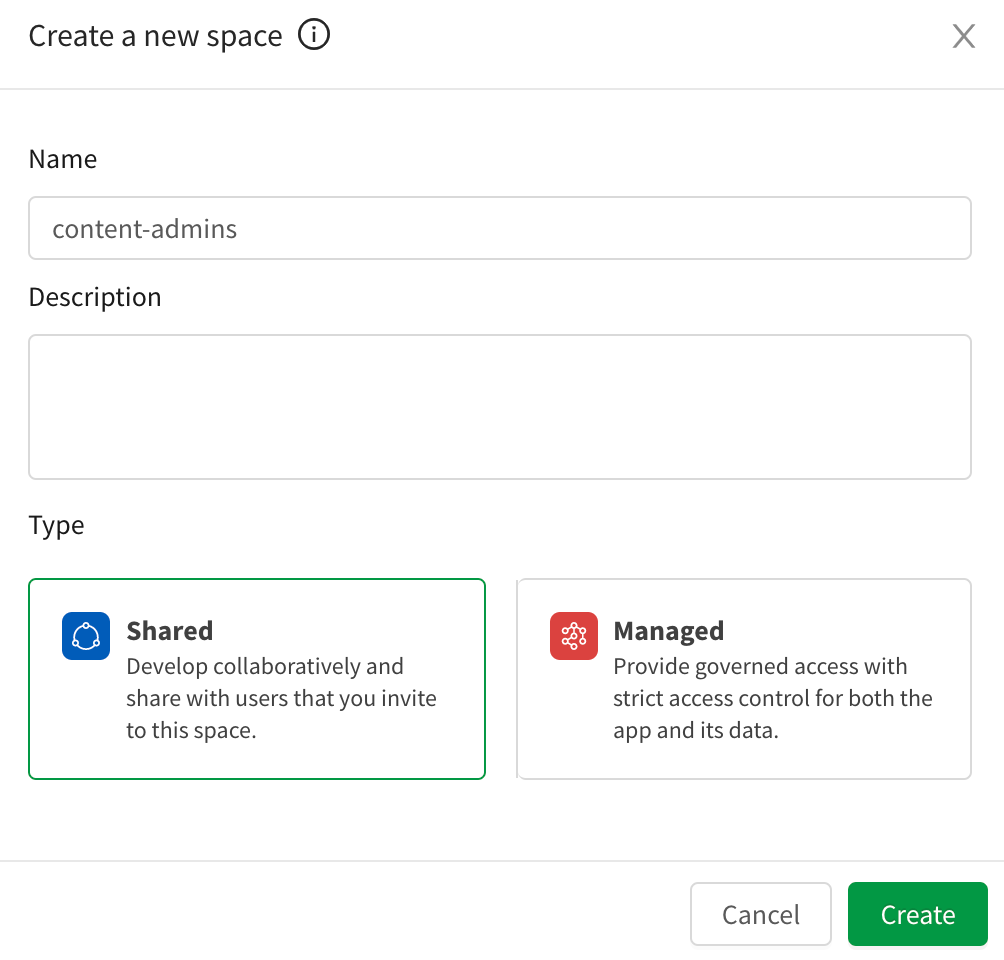 Create a new space
Name
content-admins
Description
Type
Shared
Develop collaboratively and
share with users that you invite
to this space.
Managed
Provide governed access with
strict access control for both the
app and its data.
Cancel
Create